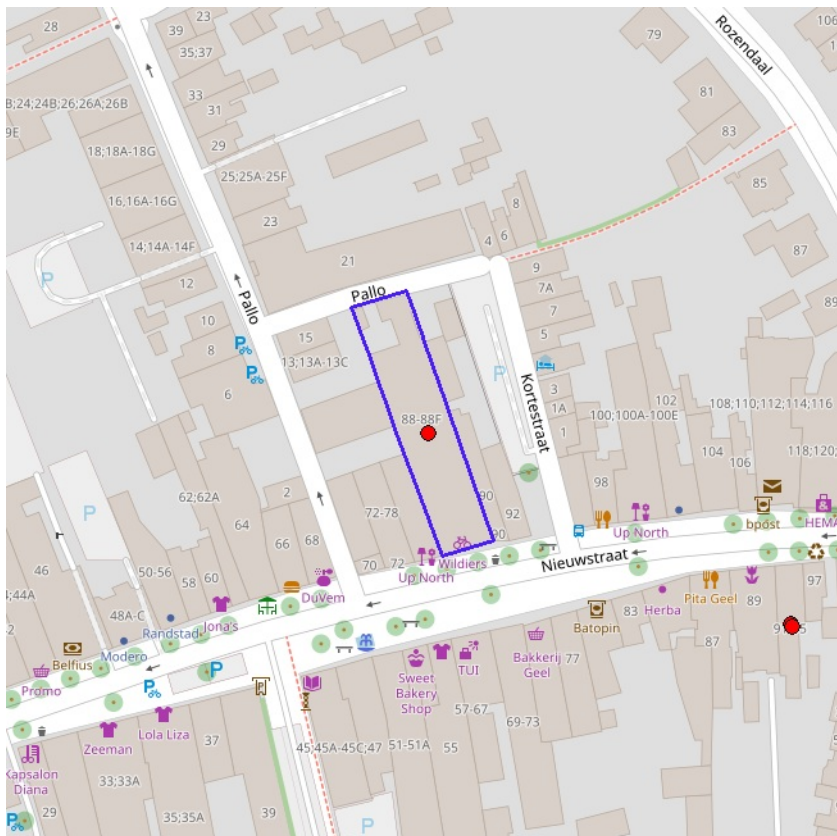 28
23
39
35;37
79
106
Rozendaal
B;24;24B;26;26A;26B
9E
33
31
81
83
18;18A-18G
29
25;25A-25F
85
16;16A-16G
23
8
14;14A-14F
4
6
87
21
P
12
Pallo
Pallo
9
7A
89
10
15
7
8
13;13A-13C
5
P
6
P
P
Kortestraat
3
102
1A
100;100A-100E
108;110;112;114;116
88-88F
1
104
106
118;120;
98
62;62A
2
90
72-78
92
P
64
66
68
90
Up North
bpost
HEMA
46
50-56
70
72
Wildiers
Nieuwstraat
58
60
Up North
;44A
DuVem
97
48A-C
Jona's
83
Herba
Pita Geel
89
Randstad
Batopin
Modero
87
Belfius
P
Bakkerij
Geel
77
Promo
P
Sweet
Bakery
Shop
TUI
57-67
Lola Liza
69-73
Zeeman
37
45;45A-45C;47
51-51A
55
Kapsalon
Diana
33;33A
29
35;35A
39
P
P